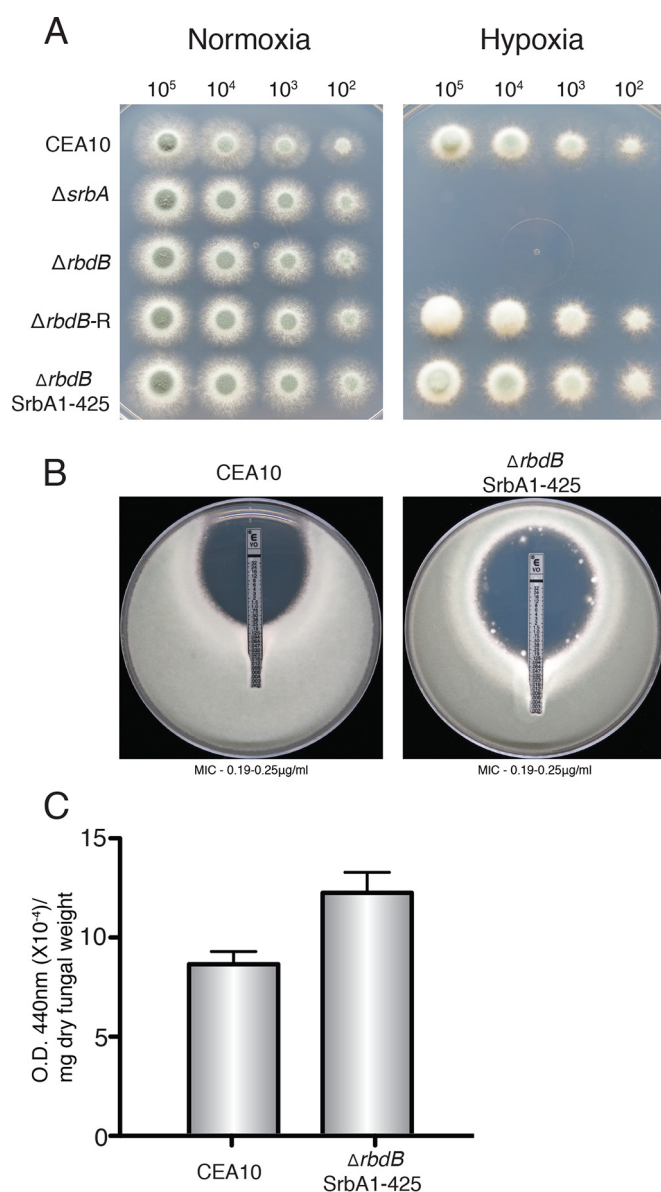 A
Normoxia
Hypoxia
10⁵ 10⁴ 10³ 10²
10⁵ 10⁴ 10³ 10²
CEA10
ΔsrbA
ΔrbdB
ΔrbdB-R
ΔrbdB
SrbA1-425
B
CEA10
ΔrbdB
SrbA1-425
MIC - 0.19-0.25µg/ml
MIC - 0.19-0.25µg/ml
C
O.D. 440nm (X10⁻⁴)/
mg dry fungal weight
15
10
5
0
CEA10
ΔrbdB
SrbA1-425